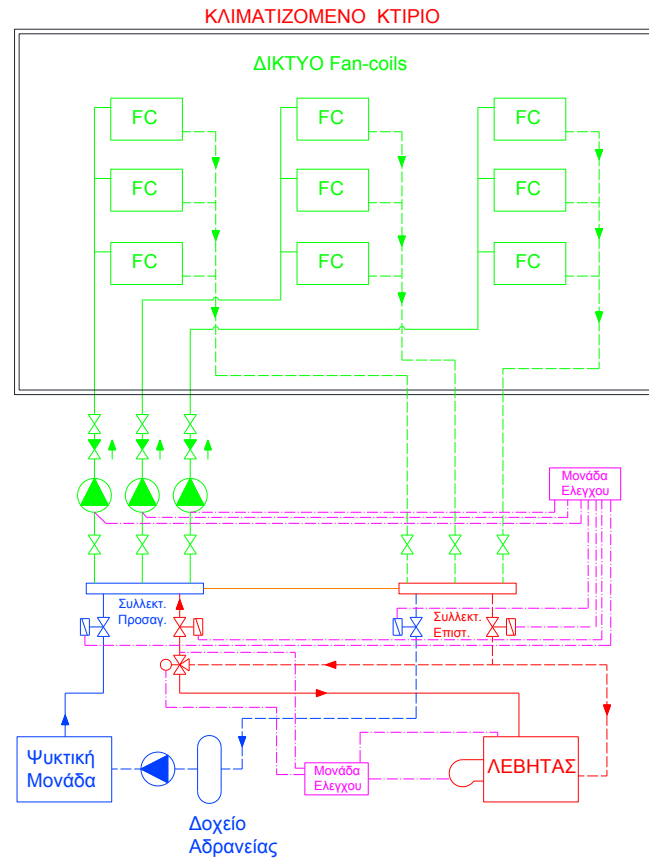 ΚΛΙΜΑΤΙΖΟΜΕΝΟ ΚΤΙΡΙΟ
ΔΙΚΤΥΟ Fan-coils
FC
FC
FC
FC
FC
FC
FC
FC
FC
Μονάδα
Ελεγχου
Συλλεκτ.
Προσαγ.
Συλλεκτ.
Επιστ.
Ψυκτική
Μονάδα
Μονάδα
Ελεγχου
ΛΕΒΗΤΑΣ
Δοχείο
Αδρανείας